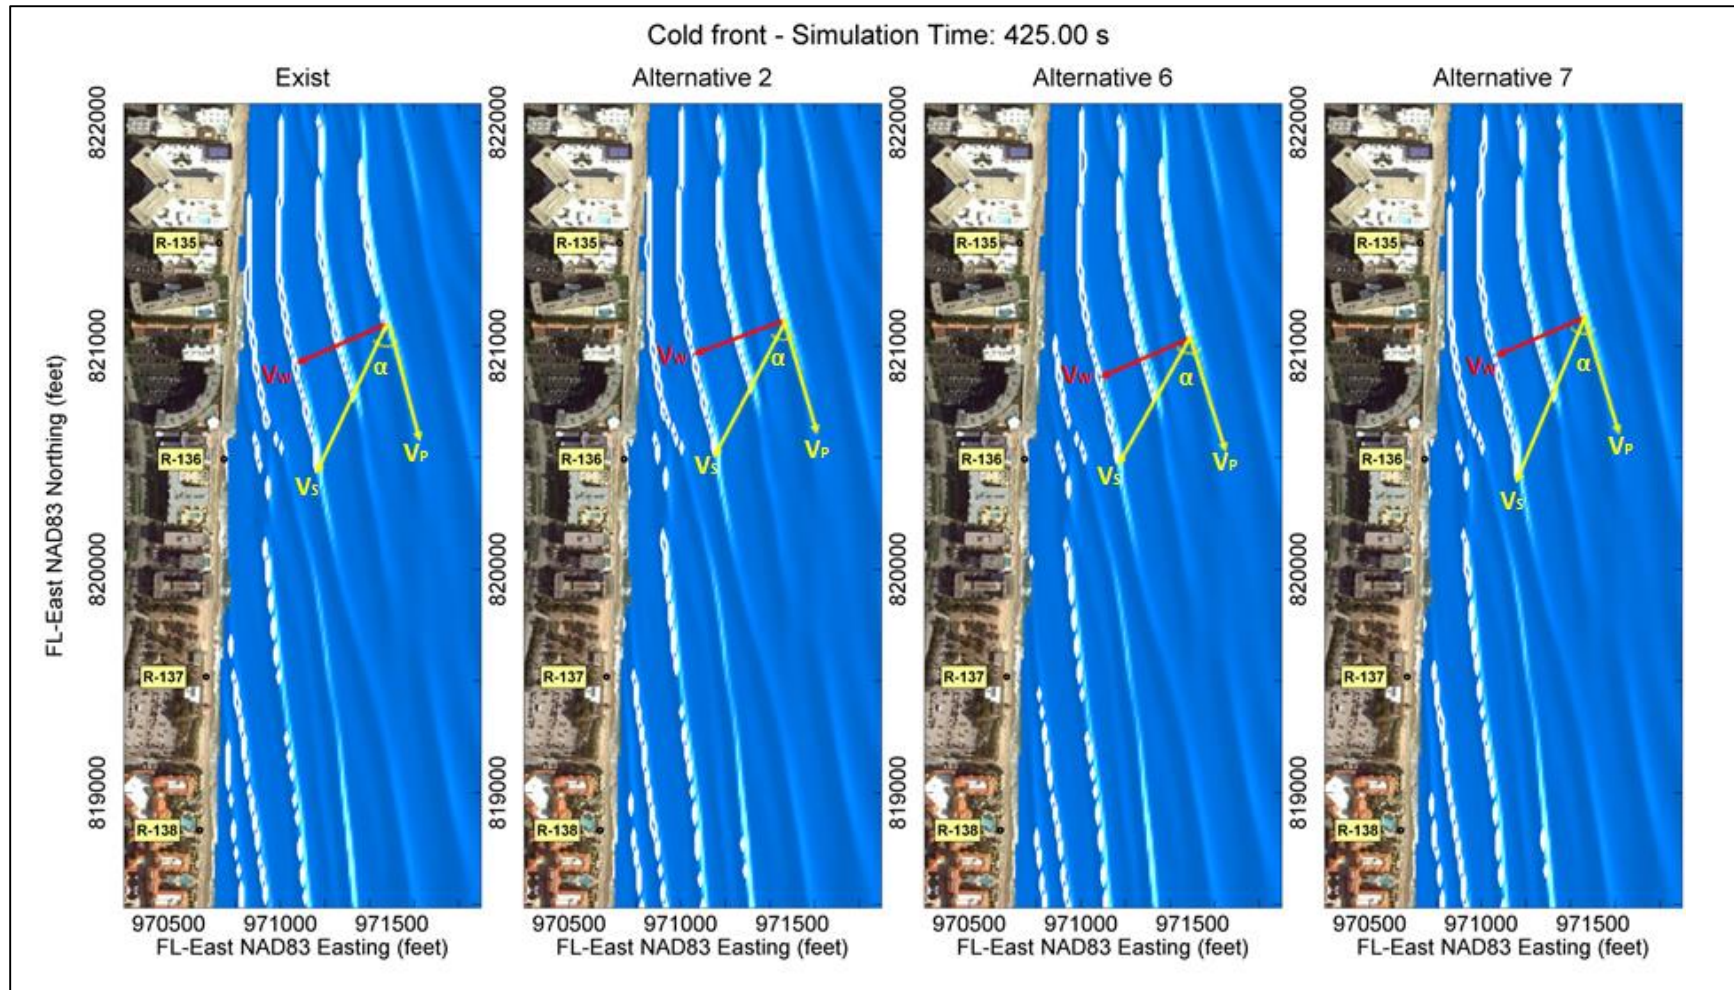 Cold front - Simulation Time: 425.00 s
Exist
Alternative 2
Alternative 6
Alternative 7
FL-East NAD83 Northing (feet)
822000
821000
820000
819000
R-135
R-136
R-137
R-138
Vw
Vs
VP
α
970500 971000 971500
FL-East NAD83 Easting (feet)
822000
821000
820000
819000
R-135
R-136
R-137
R-138
Vw
Vs
VP
α
970500 971000 971500
FL-East NAD83 Easting (feet)
822000
821000
820000
819000
R-135
R-136
R-137
R-138
Vw
Vs
VP
α
970500 971000 971500
FL-East NAD83 Easting (feet)
822000
821000
820000
819000
R-135
R-136
R-137
R-138
Vw
Vs
VP
α
970500 971000 971500
FL-East NAD83 Easting (feet)